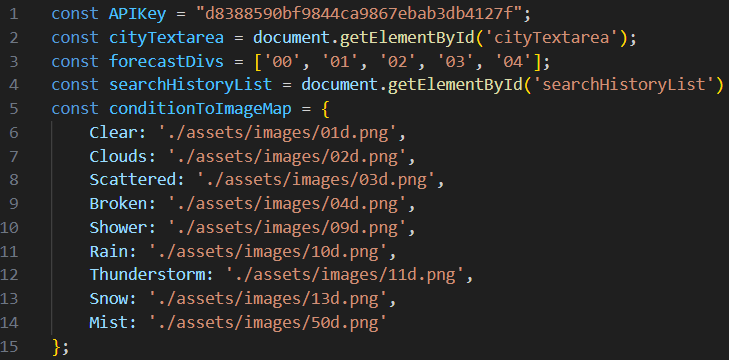 1 const APIKey = "d8388590bf9844ca9867ebab3db4127f";
2 const cityTextarea = document.getElementById('cityTextarea');
3 const forecastDivs = ['00', '01', '02', '03', '04'];
4 const searchHistoryList = document.getElementById('searchHistoryList')
5 const conditionToImageMap = {
6     Clear: './assets/images/01d.png',
7     Clouds: './assets/images/02d.png',
8     Scattered: './assets/images/03d.png',
9     Broken: './assets/images/04d.png',
10     Shower: './assets/images/09d.png',
11     Rain: './assets/images/10d.png',
12     Thunderstorm: './assets/images/11d.png',
13     Snow: './assets/images/13d.png',
14     Mist: './assets/images/50d.png'
15 };